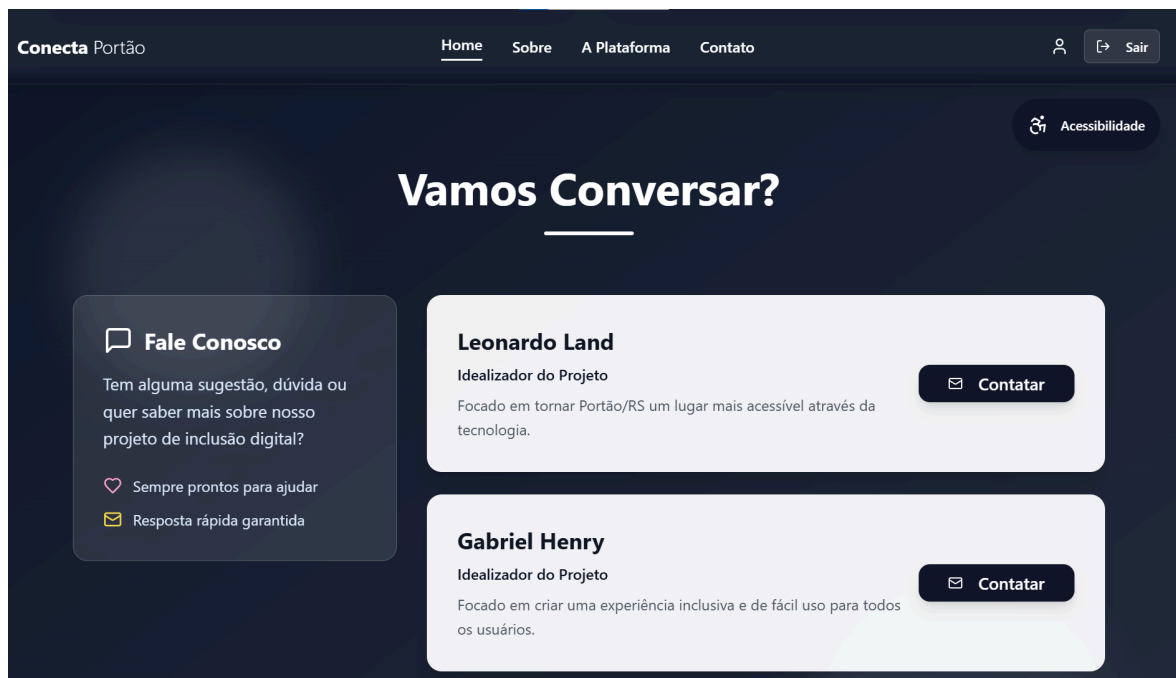 Conecta Portão
Home
Sobre
A Plataforma
Contato
Sair
Acessibilidade
Vamos Conversar?
Fale Conosco
Tem alguma sugestão, dúvida ou
quer saber mais sobre nosso
projeto de inclusão digital?
Sempre prontos para ajudar
Resposta rápida garantida
Leonardo Land
Idealizador do Projeto
Focado em tornar Portão/RS um lugar mais acessível através da
tecnologia.
Contatar
Gabriel Henry
Idealizador do Projeto
Focado em criar uma experiência inclusiva e de fácil uso para todos
os usuários.
Contatar